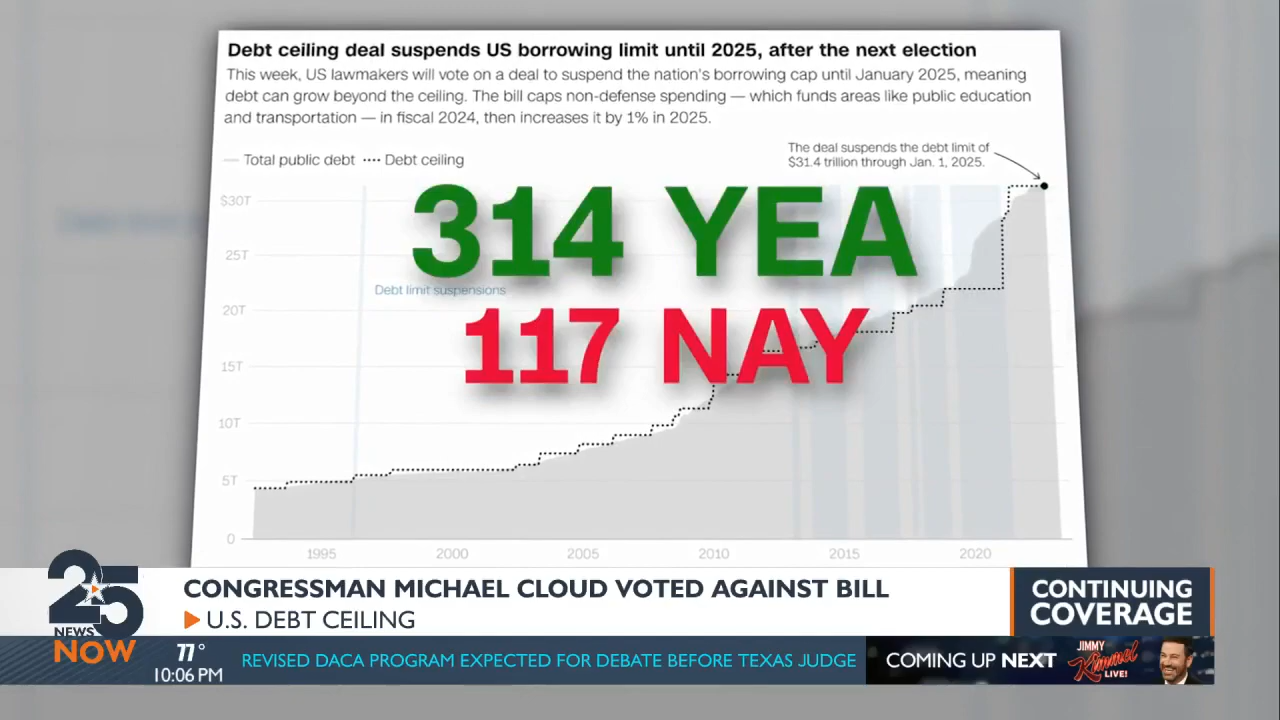 Debt ceiling deal suspends US borrowing limit until 2025, after the next election
This week, US lawmakers will vote on a deal to suspend the nation's borrowing cap until January 2025, meaning
debt can grow beyond the ceiling. The bill caps non-defense spending — which funds areas like public education
and transportation — in fiscal 2024, then increases it by 1% in 2025.
Total public debt Debt ceiling
The deal suspends the debt limit of
$31.4 trillion through Jan. 1, 2025.
$30T
314 YEA
25T
Debt limit suspensions
20T
117 NAY
15T
10T
5T
0
1995 2000 2005 2010 2015 2020
25
NEWS
NOW
CONGRESSMAN MICHAEL CLOUD VOTED AGAINST BILL
U.S. DEBT CEILING
CONTINUING
COVERAGE
77°
10:06 PM
REVISED DACA PROGRAM EXPECTED FOR DEBATE BEFORE TEXAS JUDGE
COMING UP NEXT
JIMMY
Kimmel
LIVE!